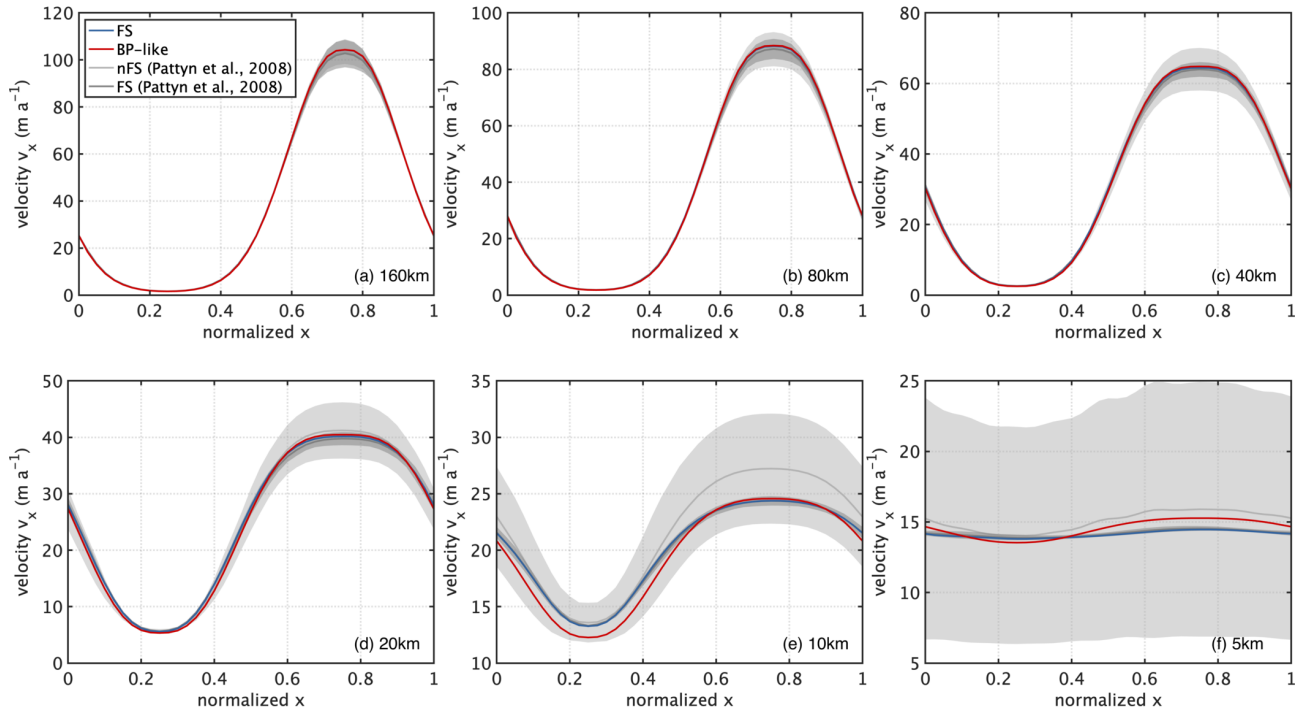 FS
BP-like
nFS (Pattyn et al., 2008)
FS (Pattyn et al., 2008)
velocity v_x (m a^-1)
120
100
80
60
40
20
0
0 0.2 0.4 0.6 0.8 1
normalized x
(a) 160km
velocity v_x (m a^-1)
100
80
60
40
20
0
0 0.2 0.4 0.6 0.8 1
normalized x
(b) 80km
velocity v_x (m a^-1)
80
60
40
20
0
0 0.2 0.4 0.6 0.8 1
normalized x
(c) 40km
velocity v_x (m a^-1)
50
40
30
20
10
0
0 0.2 0.4 0.6 0.8 1
normalized x
(d) 20km
velocity v_x (m a^-1)
35
30
25
20
15
10
0 0.2 0.4 0.6 0.8 1
normalized x
(e) 10km
velocity v_x (m a^-1)
25
20
15
10
5
0 0.2 0.4 0.6 0.8 1
normalized x
(f) 5km